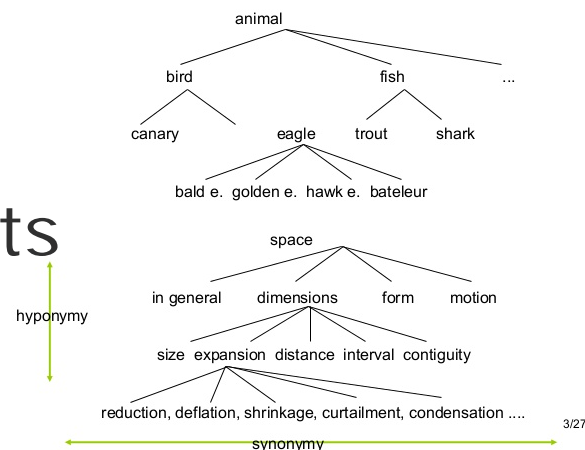 animal
bird fish ...
canary eagle trout shark
bald e. golden e. hawk e. bateleur
ts
space
in general dimensions form motion
hyponymy
size expansion distance interval contiguity
reduction, deflation, shrinkage, curtailment, condensation ....
3/27
synonymy